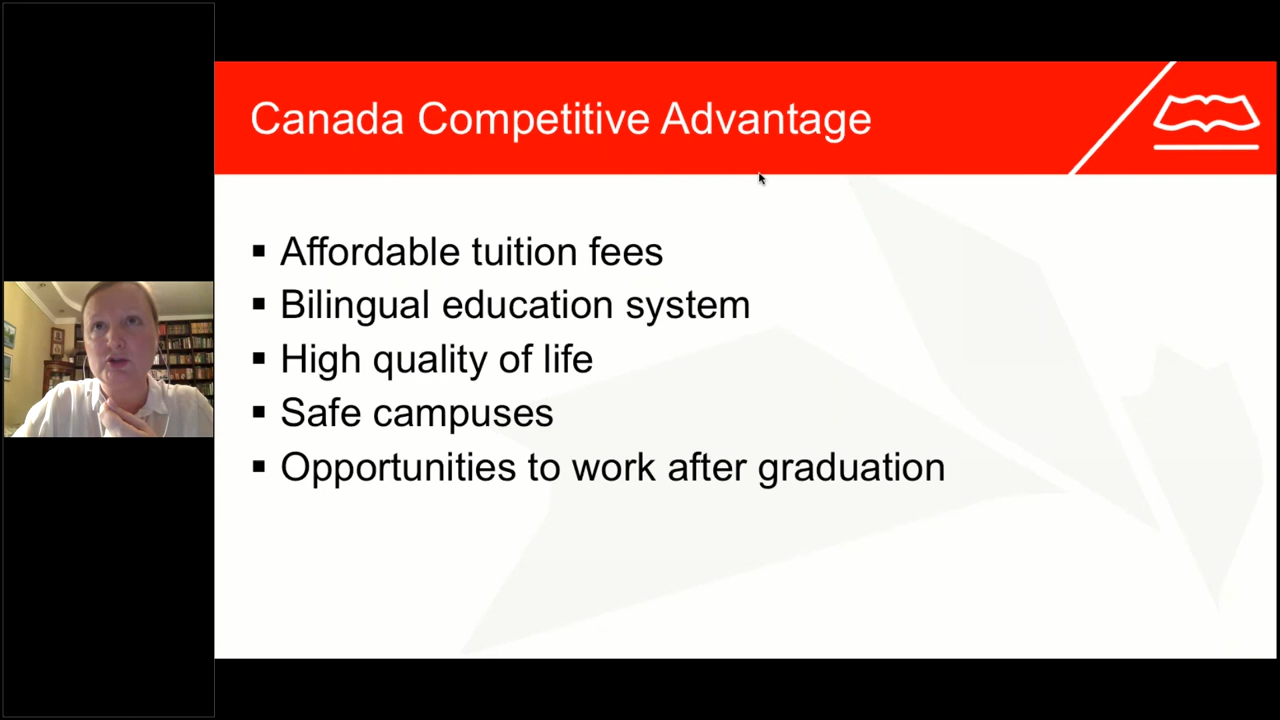 Canada Competitive Advantage
▪ Affordable tuition fees
▪ Bilingual education system
▪ High quality of life
▪ Safe campuses
▪ Opportunities to work after graduation